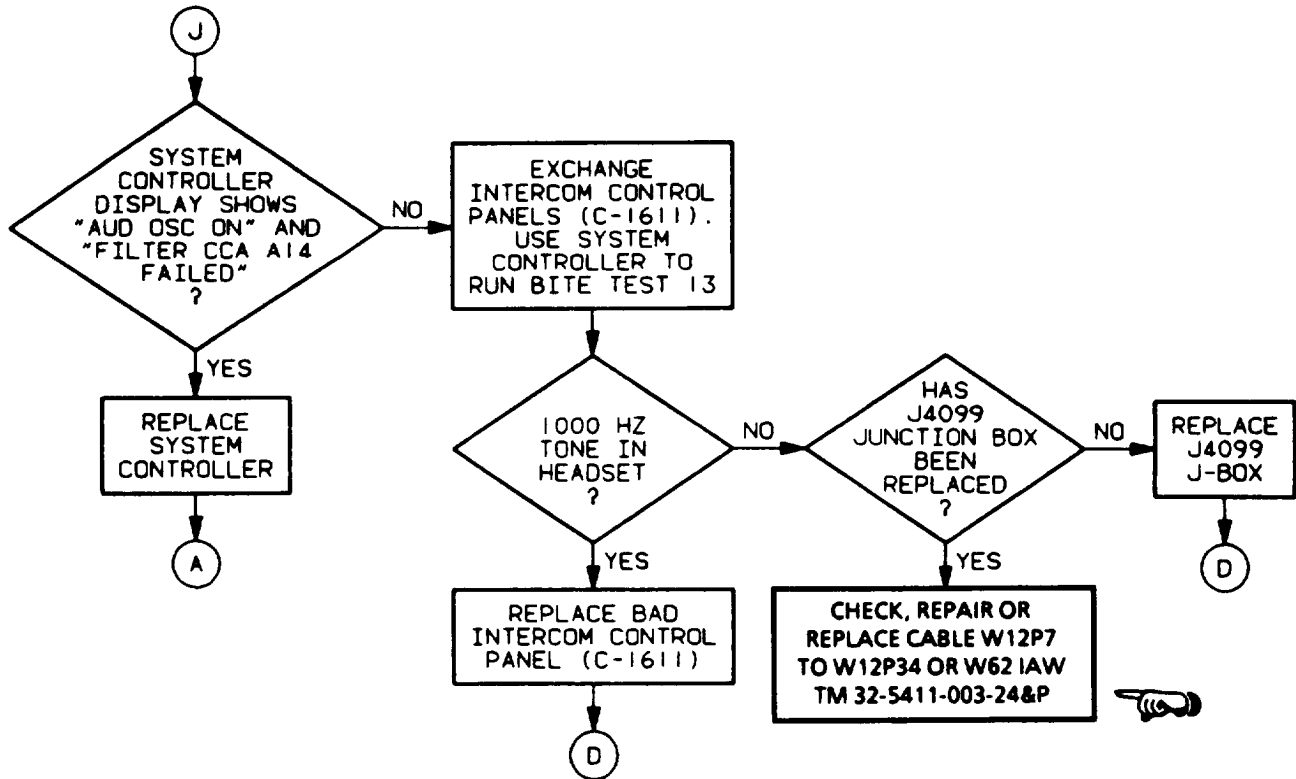 J
SYSTEM
CONTROLLER
DISPLAY SHOWS
"AUD OSC ON" AND
"FILTER CCA A14
FAILED"
?
NO
YES
REPLACE
SYSTEM
CONTROLLER
A
EXCHANGE
INTERCOM CONTROL
PANELS (C-1611).
USE SYSTEM
CONTROLLER TO
RUN BITE TEST 13
1000 HZ
TONE IN
HEADSET
?
NO
YES
REPLACE BAD
INTERCOM CONTROL
PANEL (C-1611)
D
HAS
J4099
JUNCTION BOX
BEEN
REPLACED
?
NO
YES
CHECK, REPAIR OR
REPLACE CABLE W12P7
TO W12P34 OR W62 IAW
TM 32-5411-003-24&P
REPLACE
J4099
J-BOX
D